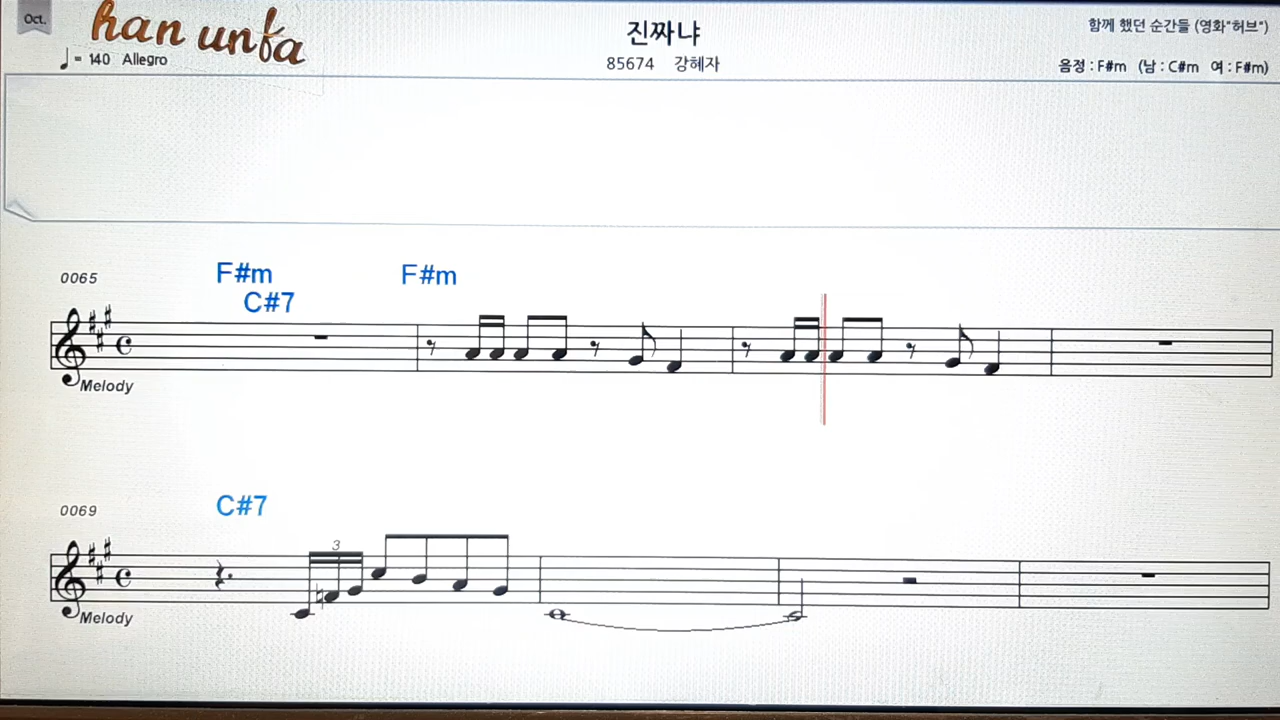 Oct.
han unfa
진짜냐
함께 했던 순간들 (영화"허브")
♩= 140 Allegro
85674 강혜자
음정 : F#m (남 : C#m 여 : F#m)
0065
F#m F#m
C#7
Melody
0069
C#7
3
Melody